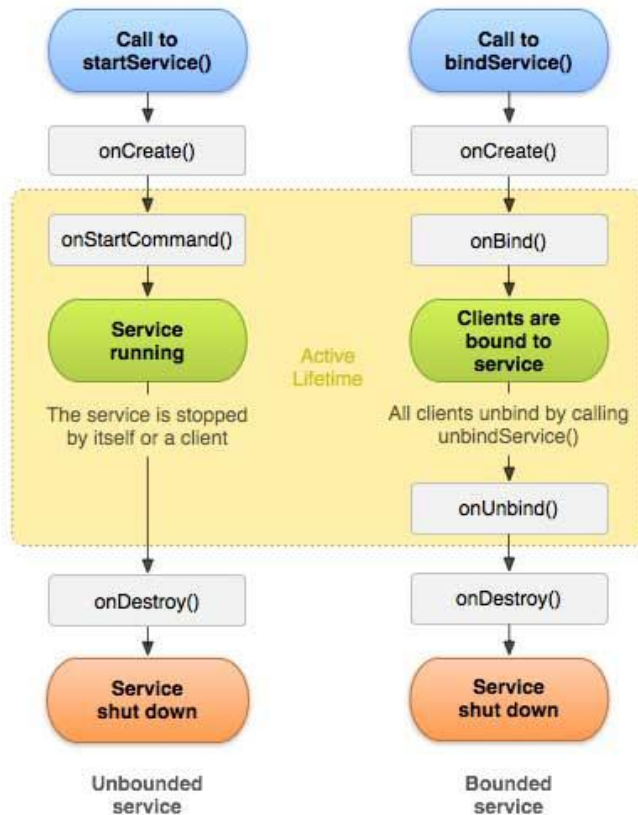 Call to
startService()
onCreate()
onStartCommand()
Service
running
The service is stopped
by itself or a client
onDestroy()
Service
shut down
Unbounded
service
Active
Lifetime
Call to
bindService()
onCreate()
onBind()
Clients are
bound to
service
All clients unbind by calling
unbindService()
onUnbind()
onDestroy()
Service
shut down
Bounded
service